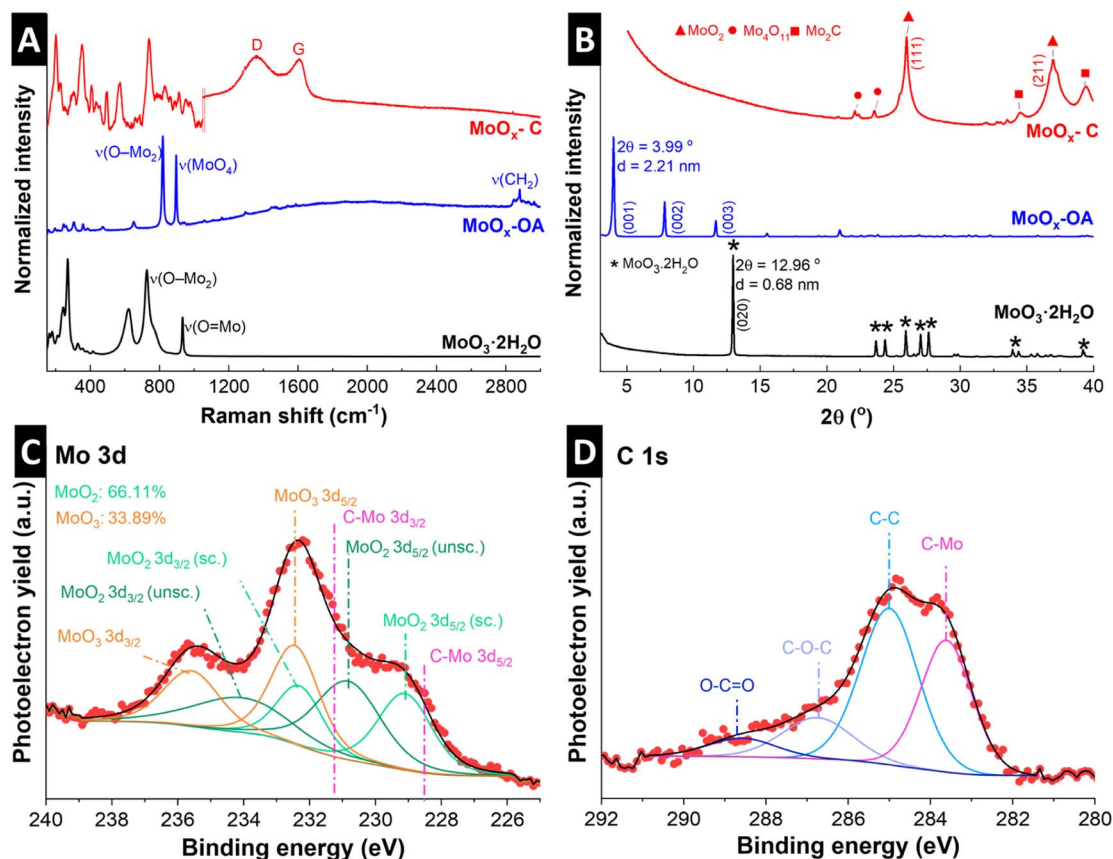 A
Normalized intensity
D
G
MoOₓ- C
ν(O–Mo₂)
ν(MoO₄)
ν(CH₂)
MoOₓ-OA
ν(O–Mo₂)
ν(O=Mo)
MoO₃·2H₂O
400 800 1200 1600 2000 2400 2800
Raman shift (cm⁻¹)
B
Normalized intensity
▲ MoO₂ ● Mo₄O₁₁ ■ Mo₂C
(111)
(211)
MoOₓ- C
2θ = 3.99 º
d = 2.21 nm
(001)
(002)
(003)
MoOₓ-OA
* MoO₃.2H₂O
*
2θ = 12.96 º
d = 0.68 nm
(020)
MoO₃·2H₂O
* * * * * * *
5 10 15 20 25 30 35 40
2θ (º)
C
Mo 3d
Photoelectron yield (a.u.)
MoO₂: 66.11%
MoO₃: 33.89%
MoO₃ 3d₅/₂
C-Mo 3d₃/₂
MoO₂ 3d₅/₂ (unsc.)
MoO₂ 3d₃/₂ (sc.)
MoO₂ 3d₃/₂ (unsc.)
MoO₂ 3d₅/₂ (sc.)
MoO₃ 3d₃/₂
C-Mo 3d₅/₂
240 238 236 234 232 230 228 226
Binding energy (eV)
D
C 1s
Photoelectron yield (a.u.)
C-C
C-Mo
C-O-C
O-C=O
292 290 288 286 284 282 280
Binding energy (eV)